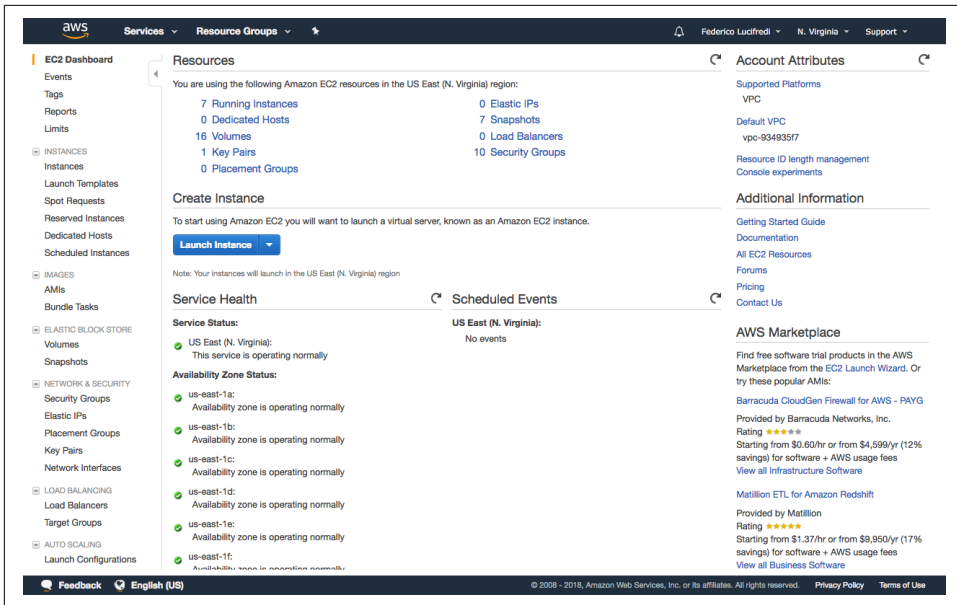 aws Services Resource Groups Federico Lucifredi N. Virginia Support
EC2 Dashboard
Events
Tags
Reports
Limits
INSTANCES
Instances
Launch Templates
Spot Requests
Reserved Instances
Dedicated Hosts
Scheduled Instances
IMAGES
AMIs
Bundle Tasks
ELASTIC BLOCK STORE
Volumes
Snapshots
NETWORK & SECURITY
Security Groups
Elastic IPs
Placement Groups
Key Pairs
Network Interfaces
LOAD BALANCING
Load Balancers
Target Groups
AUTO SCALING
Launch Configurations
Resources
You are using the following Amazon EC2 resources in the US East (N. Virginia) region:
7 Running Instances
0 Dedicated Hosts
16 Volumes
1 Key Pairs
0 Placement Groups
0 Elastic IPs
7 Snapshots
0 Load Balancers
10 Security Groups
Create Instance
To start using Amazon EC2 you will want to launch a virtual server, known as an Amazon EC2 instance.
Launch Instance
Note: Your instances will launch in the US East (N. Virginia) region
Service Health
Service Status:
US East (N. Virginia):
This service is operating normally
Availability Zone Status:
us-east-1a:
Availability zone is operating normally
us-east-1b:
Availability zone is operating normally
us-east-1c:
Availability zone is operating normally
us-east-1d:
Availability zone is operating normally
us-east-1e:
Availability zone is operating normally
us-east-1f:
Availability zone is operating normally
Scheduled Events
US East (N. Virginia):
No events
Account Attributes
Supported Platforms
VPC
Default VPC
vpc-934935f7
Resource ID length management
Console experiments
Additional Information
Getting Started Guide
Documentation
All EC2 Resources
Forums
Pricing
Contact Us
AWS Marketplace
Find free software trial products in the AWS
Marketplace from the EC2 Launch Wizard. Or
try these popular AMIs:
Barracuda CloudGen Firewall for AWS - PAYG
Provided by Barracuda Networks, Inc.
Rating
Starting from $0.60/hr or from $4,599/yr (12%
savings) for software + AWS usage fees
View all Infrastructure Software
Matillion ETL for Amazon Redshift
Provided by Matillion
Rating
Starting from $1.37/hr or from $9,950/yr (17%
savings) for software + AWS usage fees
View all Business Software
Feedback English (US) © 2008 - 2018, Amazon Web Services, Inc. or its affiliates. All rights reserved. Privacy Policy Terms of Use